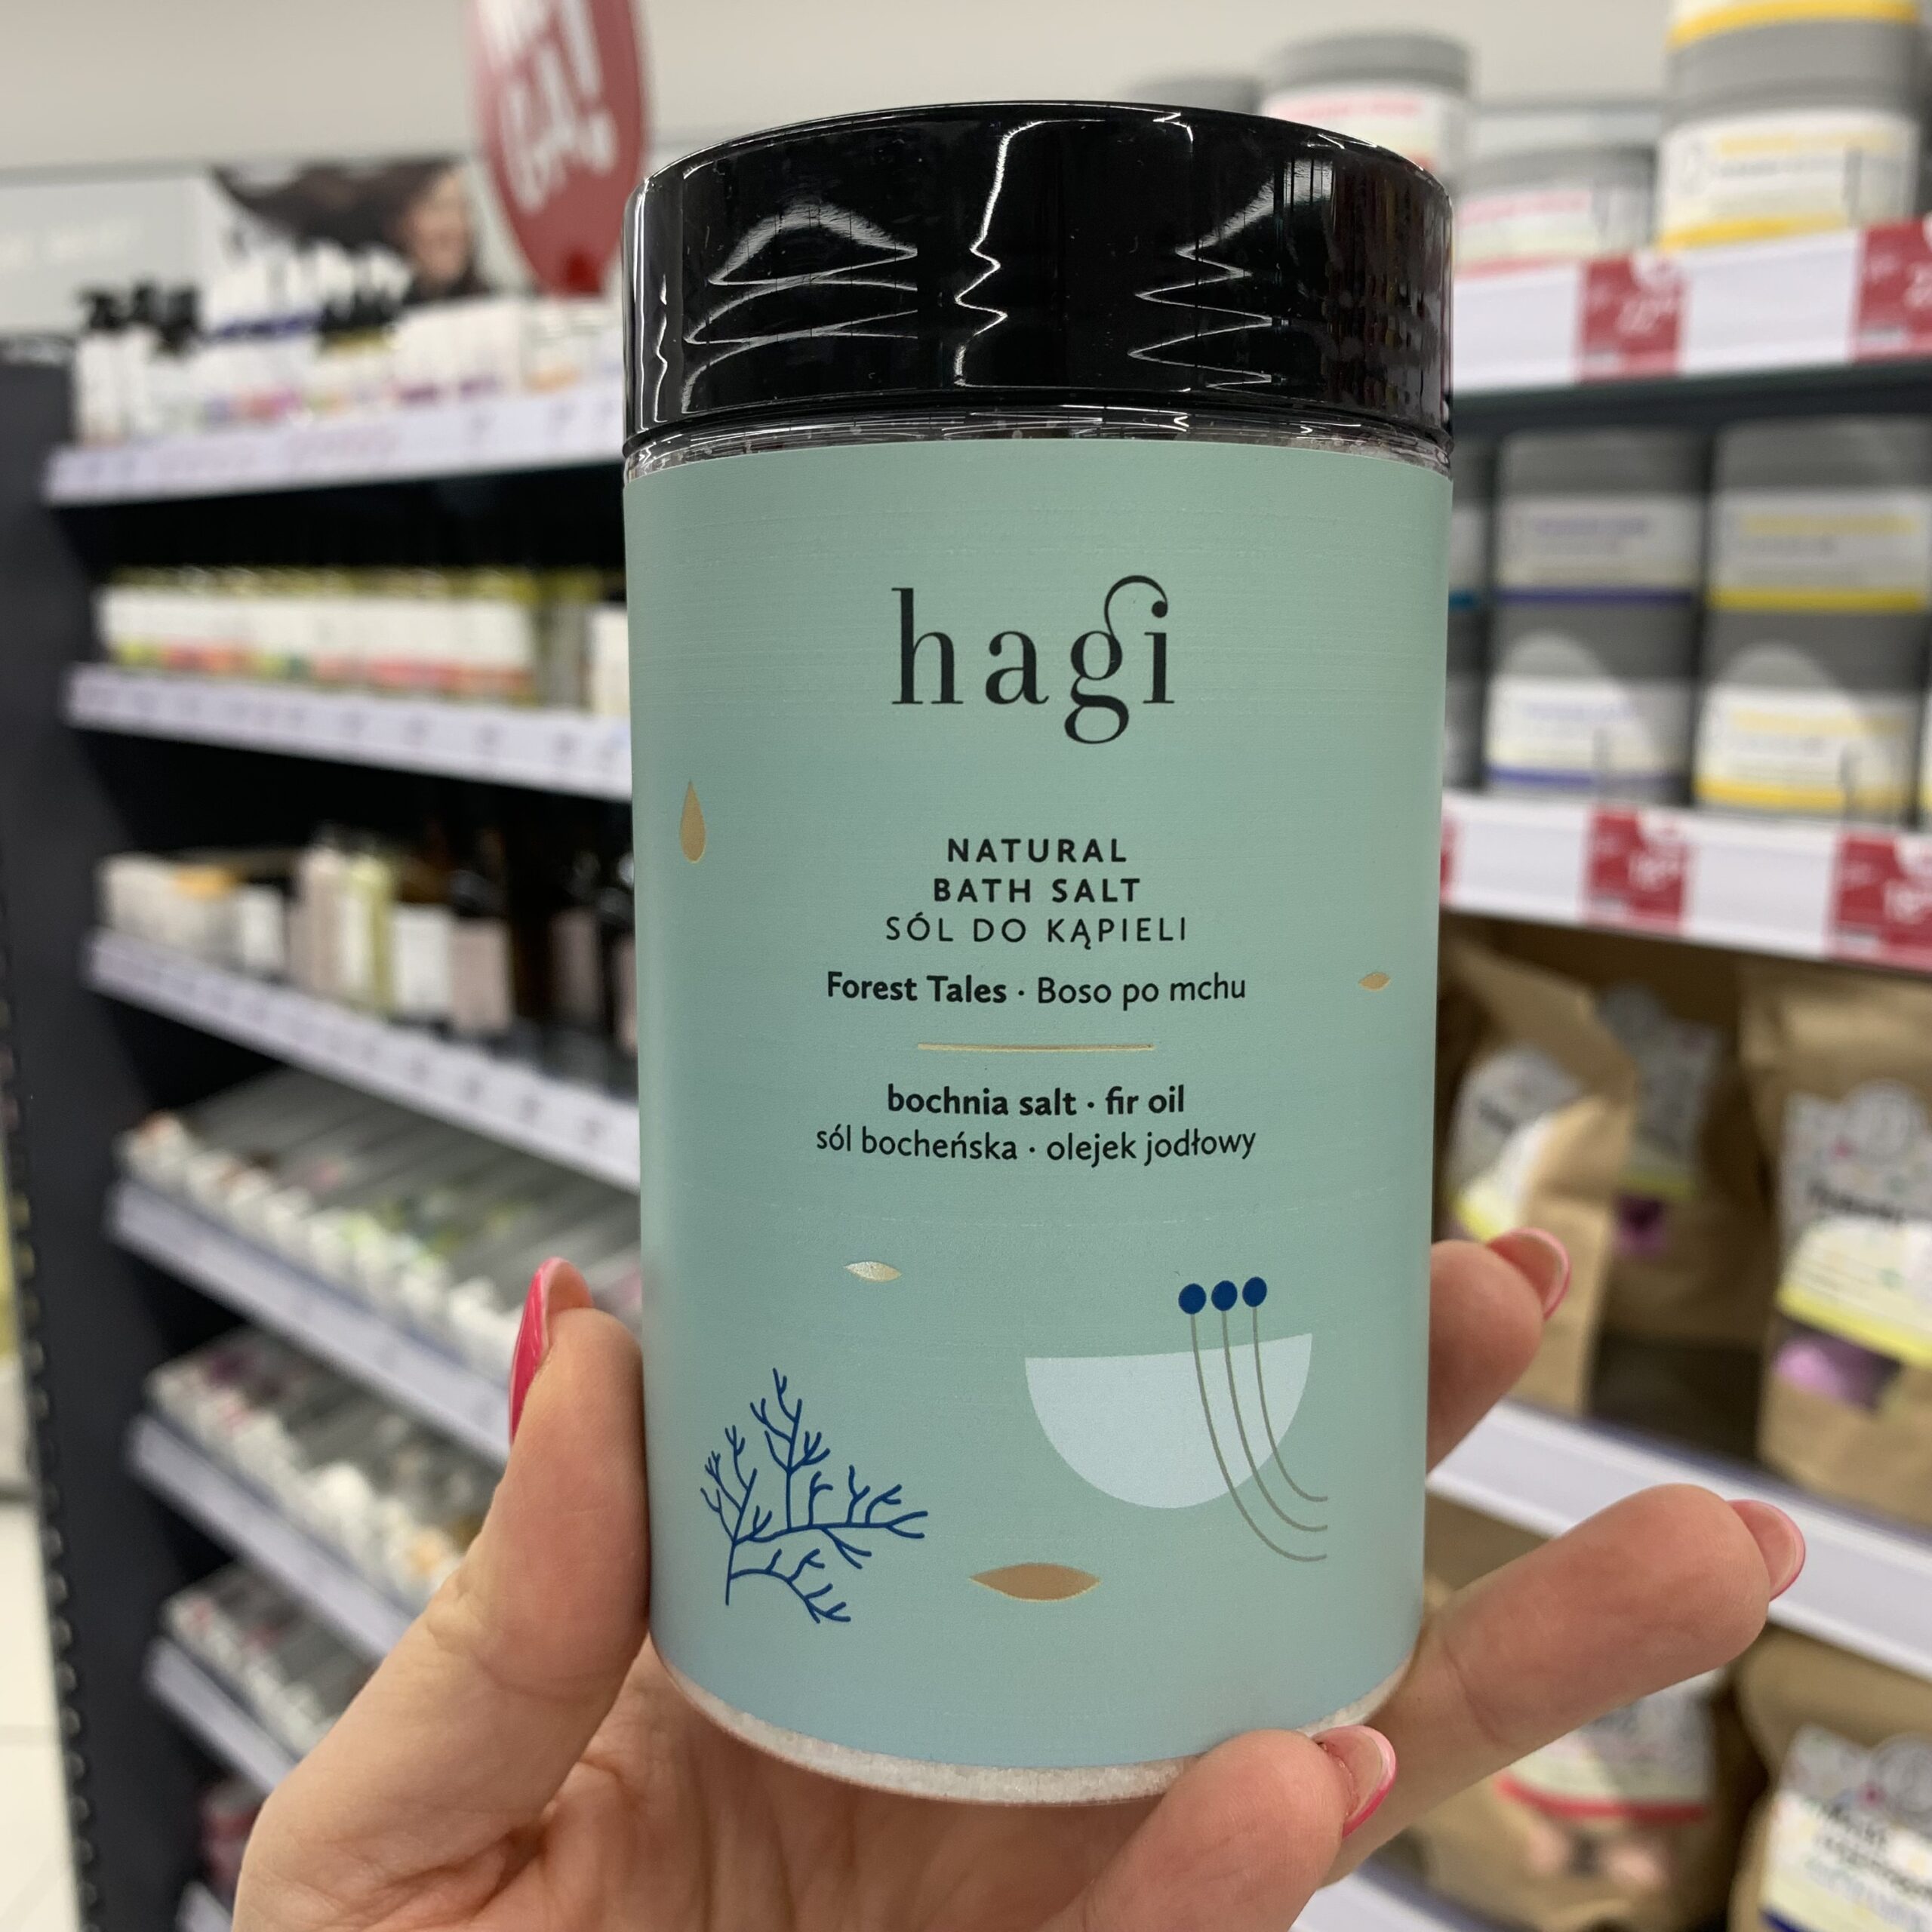 hagi
NATURAL
BATH SALT
SÓL DO KĄPIELI
Forest Tales · Boso po mchu
bochnia salt · fir oil
sól bocheńska · olejek jodłowy